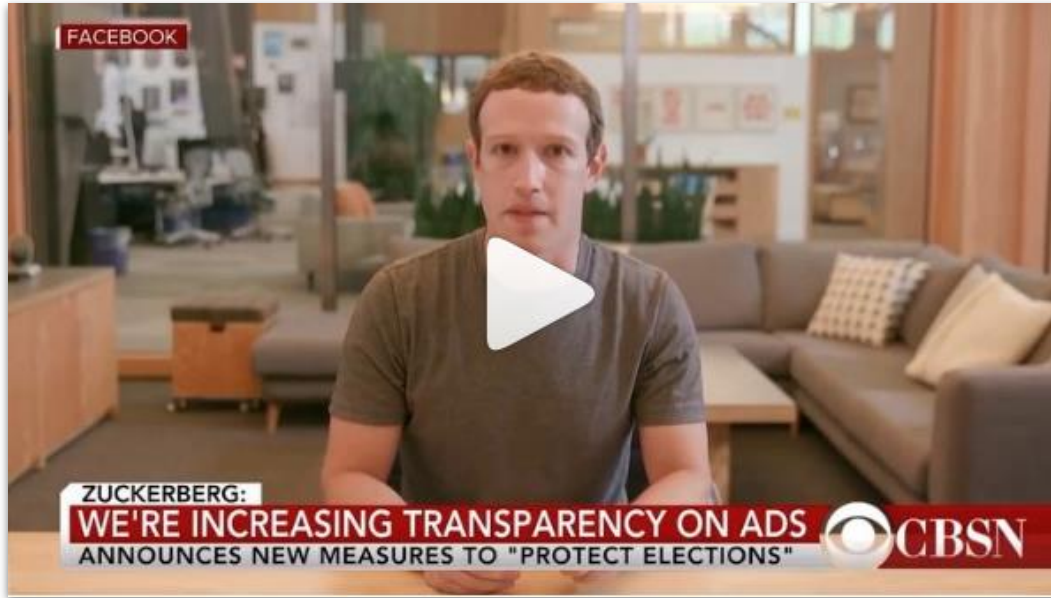 FACEBOOK
ZUCKERBERG:
WE'RE INCREASING TRANSPARENCY ON ADS
ANNOUNCES NEW MEASURES TO "PROTECT ELECTIONS"
CBSN